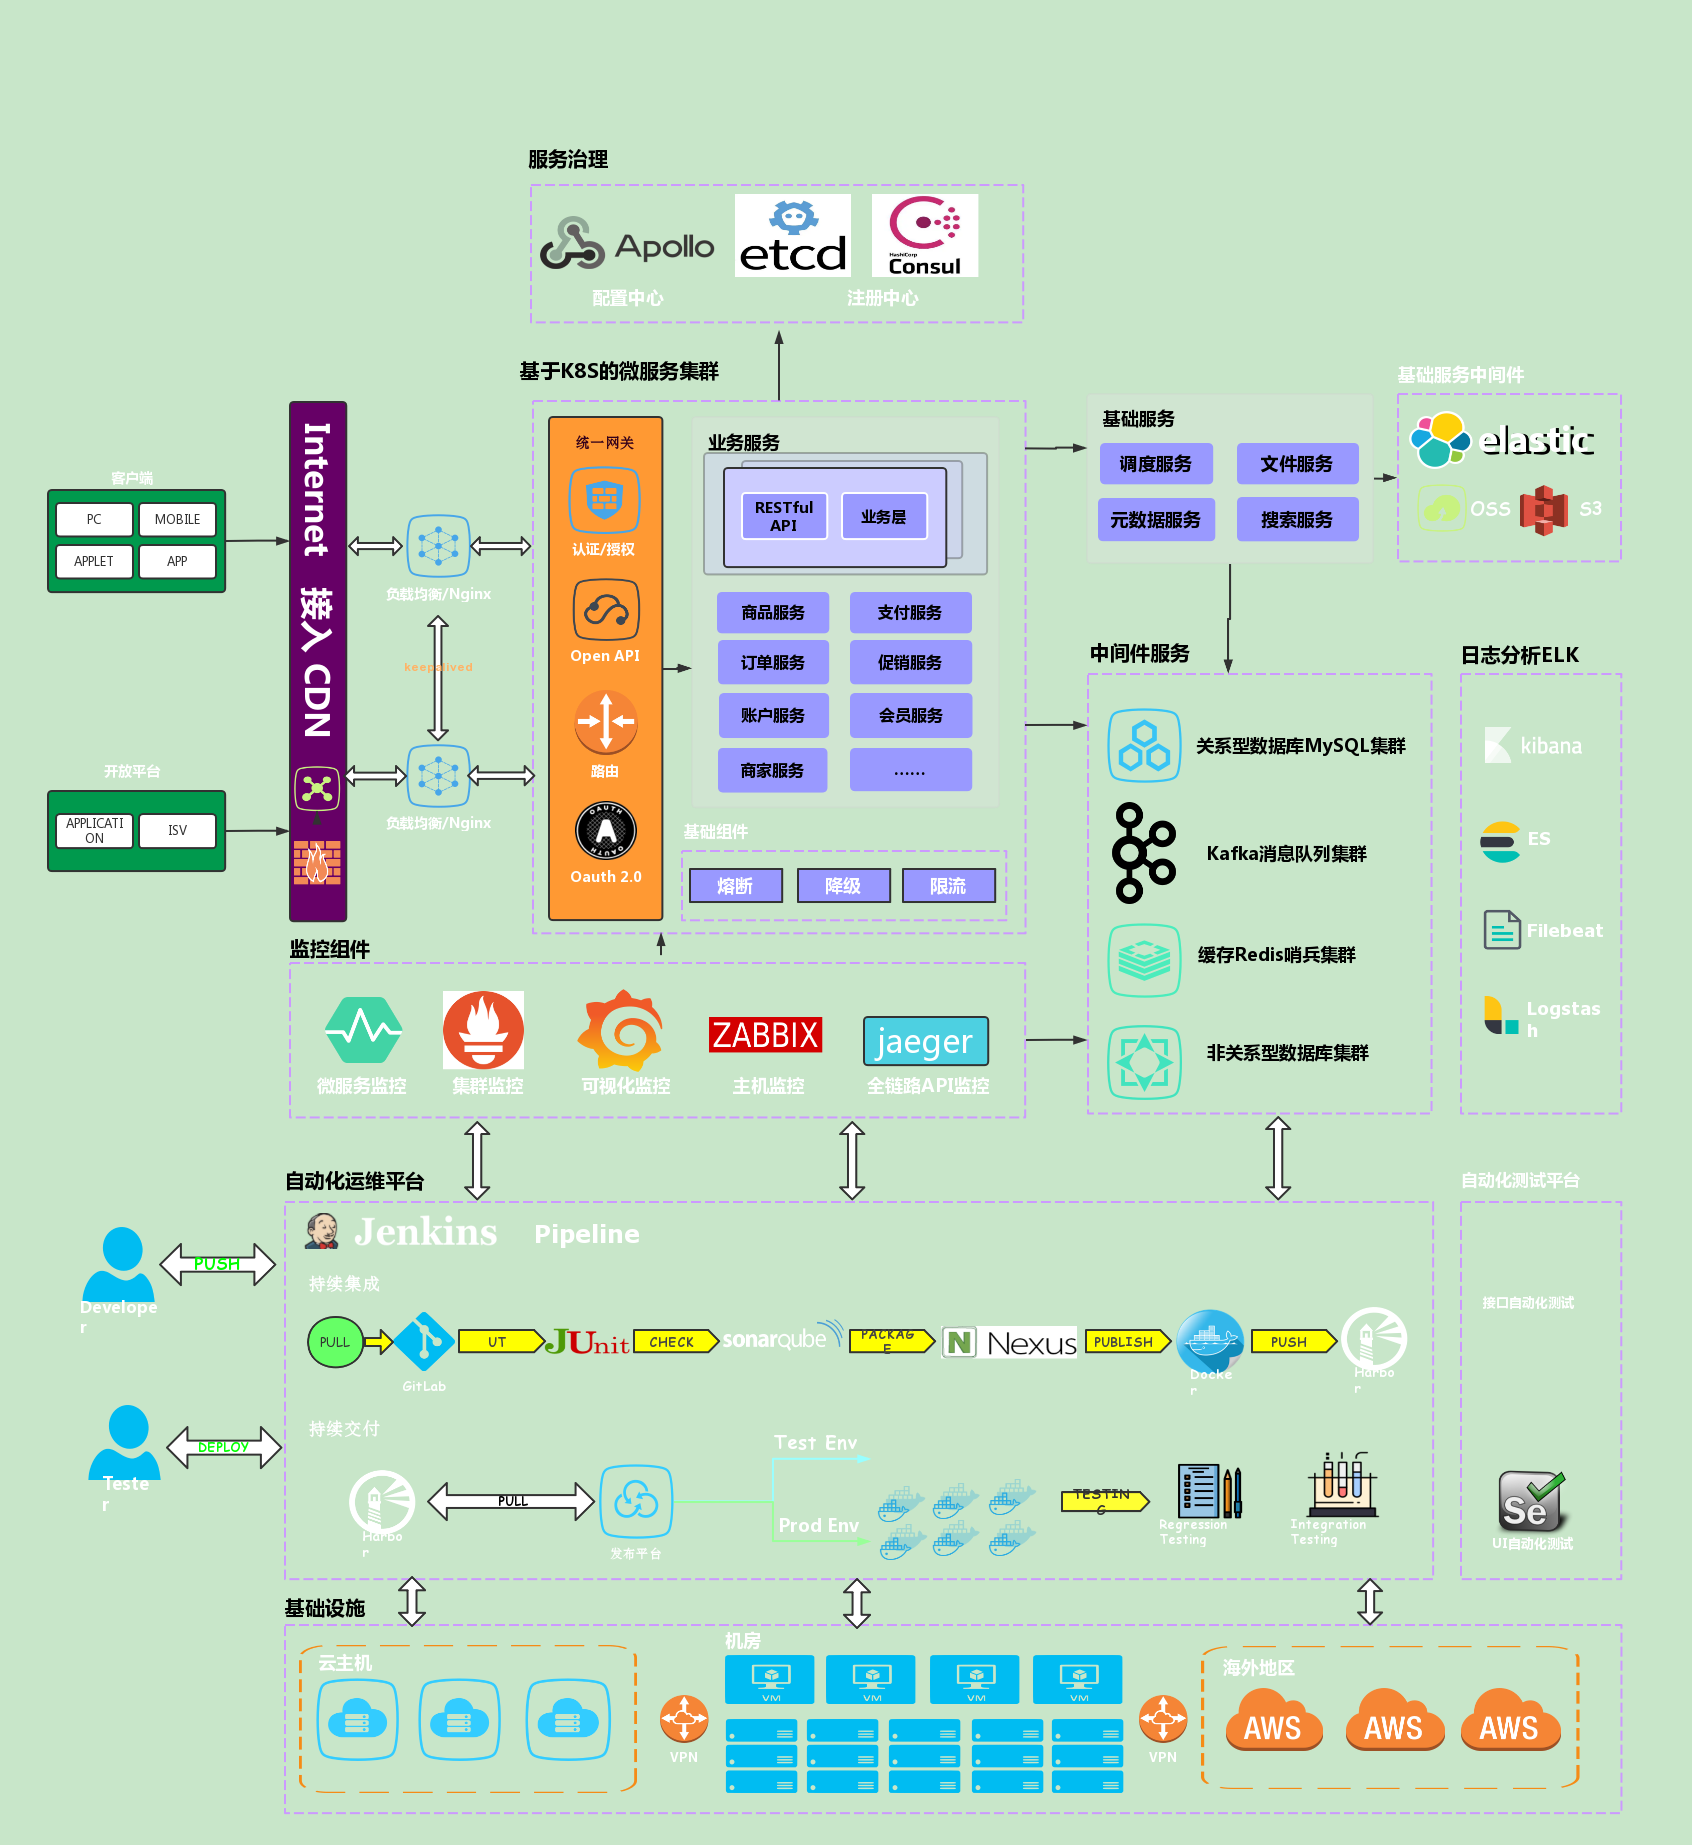 服务治理
Apollo
etcd
HashiCorp
Consul
配置中心
注册中心
基于K8S的微服务集群
统一网关
认证/授权
Open API
路由
OAUTH
A
OAUTH
Oauth 2.0
业务服务
RESTful
API
业务层
商品服务
支付服务
订单服务
促销服务
账户服务
会员服务
商家服务
......
基础组件
熔断
降级
限流
基础服务
调度服务
文件服务
元数据服务
搜索服务
基础服务中间件
elastic
OSS
S3
客户端
PC
MOBILE
APPLET
APP
开放平台
APPLICATI
ON
ISV
Internet 接入 CDN
负载均衡/Nginx
keepalived
负载均衡/Nginx
中间件服务
关系型数据库MySQL集群
Kafka消息队列集群
缓存Redis哨兵集群
非关系型数据库集群
日志分析ELK
kibana
ES
Filebeat
Logstas
h
监控组件
微服务监控
集群监控
可视化监控
ZABBIX
主机监控
jaeger
全链路API监控
自动化运维平台
Jenkins
Pipeline
持续集成
PULL
GitLab
UT
JUnit
CHECK
sonarqube
PACKAG
E
N Nexus
PUBLISH
Docke
r
PUSH
Harbo
r
持续交付
Harbo
r
PULL
发布平台
Test Env
Prod Env
TESTIN
G
Regression
Testing
Integration
Testing
Develope
r
PUSH
Teste
r
DEPLOY
自动化测试平台
接口自动化测试
Se
UI自动化测试
基础设施
云主机
VPN
机房
VM
VM
VM
VM
VPN
海外地区
AWS
AWS
AWS